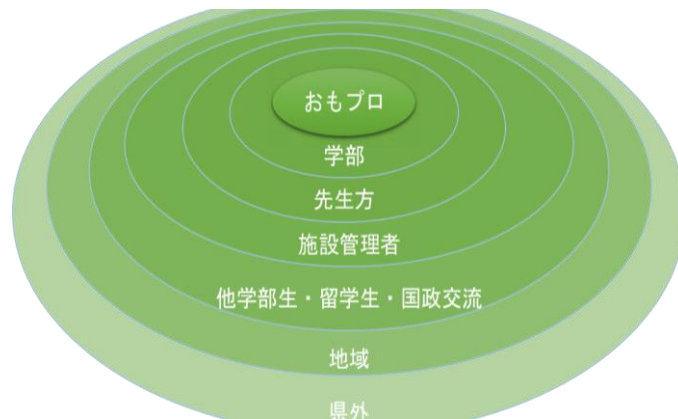 おもプロ
学部
先生方
施設管理者
他学部生・留学生・国政交流
地域
県外